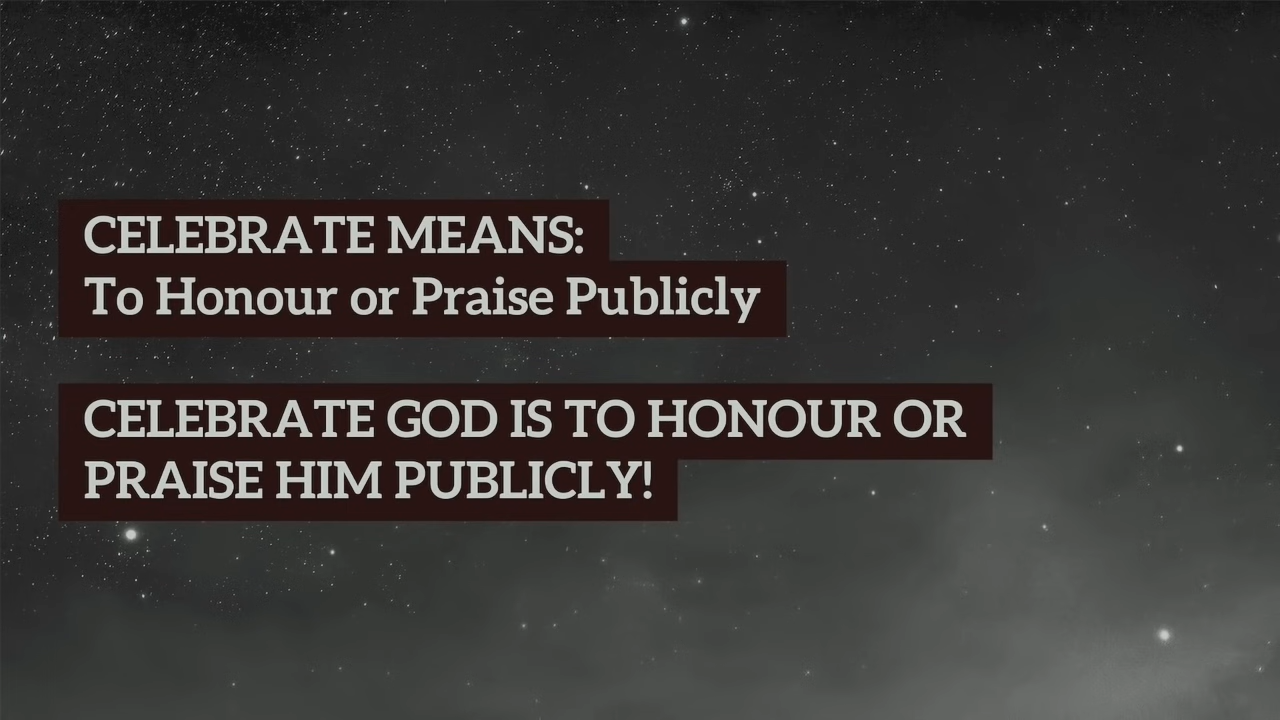 CELEBRATE MEANS:
To Honour or Praise Publicly
CELEBRATE GOD IS TO HONOUR OR
PRAISE HIM PUBLICLY!